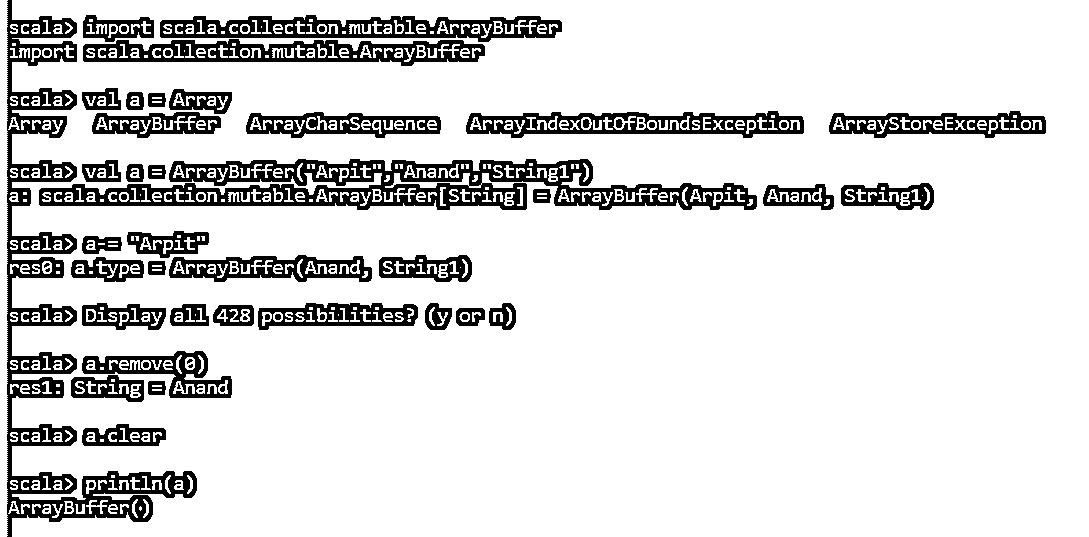 scala> import scala.collection.mutable.ArrayBuffer
import scala.collection.mutable.ArrayBuffer
scala> val a = Array
Array ArrayBuffer ArrayCharSequence ArrayIndexOutOfBoundsException ArrayStoreException
scala> val a = ArrayBuffer("Arpit","Anand","String1")
a: scala.collection.mutable.ArrayBuffer[String] = ArrayBuffer(Arpit, Anand, String1)
scala> a-= "Arpit"
res0: a.type = ArrayBuffer(Anand, String1)
scala> Display all 428 possibilities? (y or n)
scala> a.remove(0)
res1: String = Anand
scala> a.clear
scala> println(a)
ArrayBuffer()